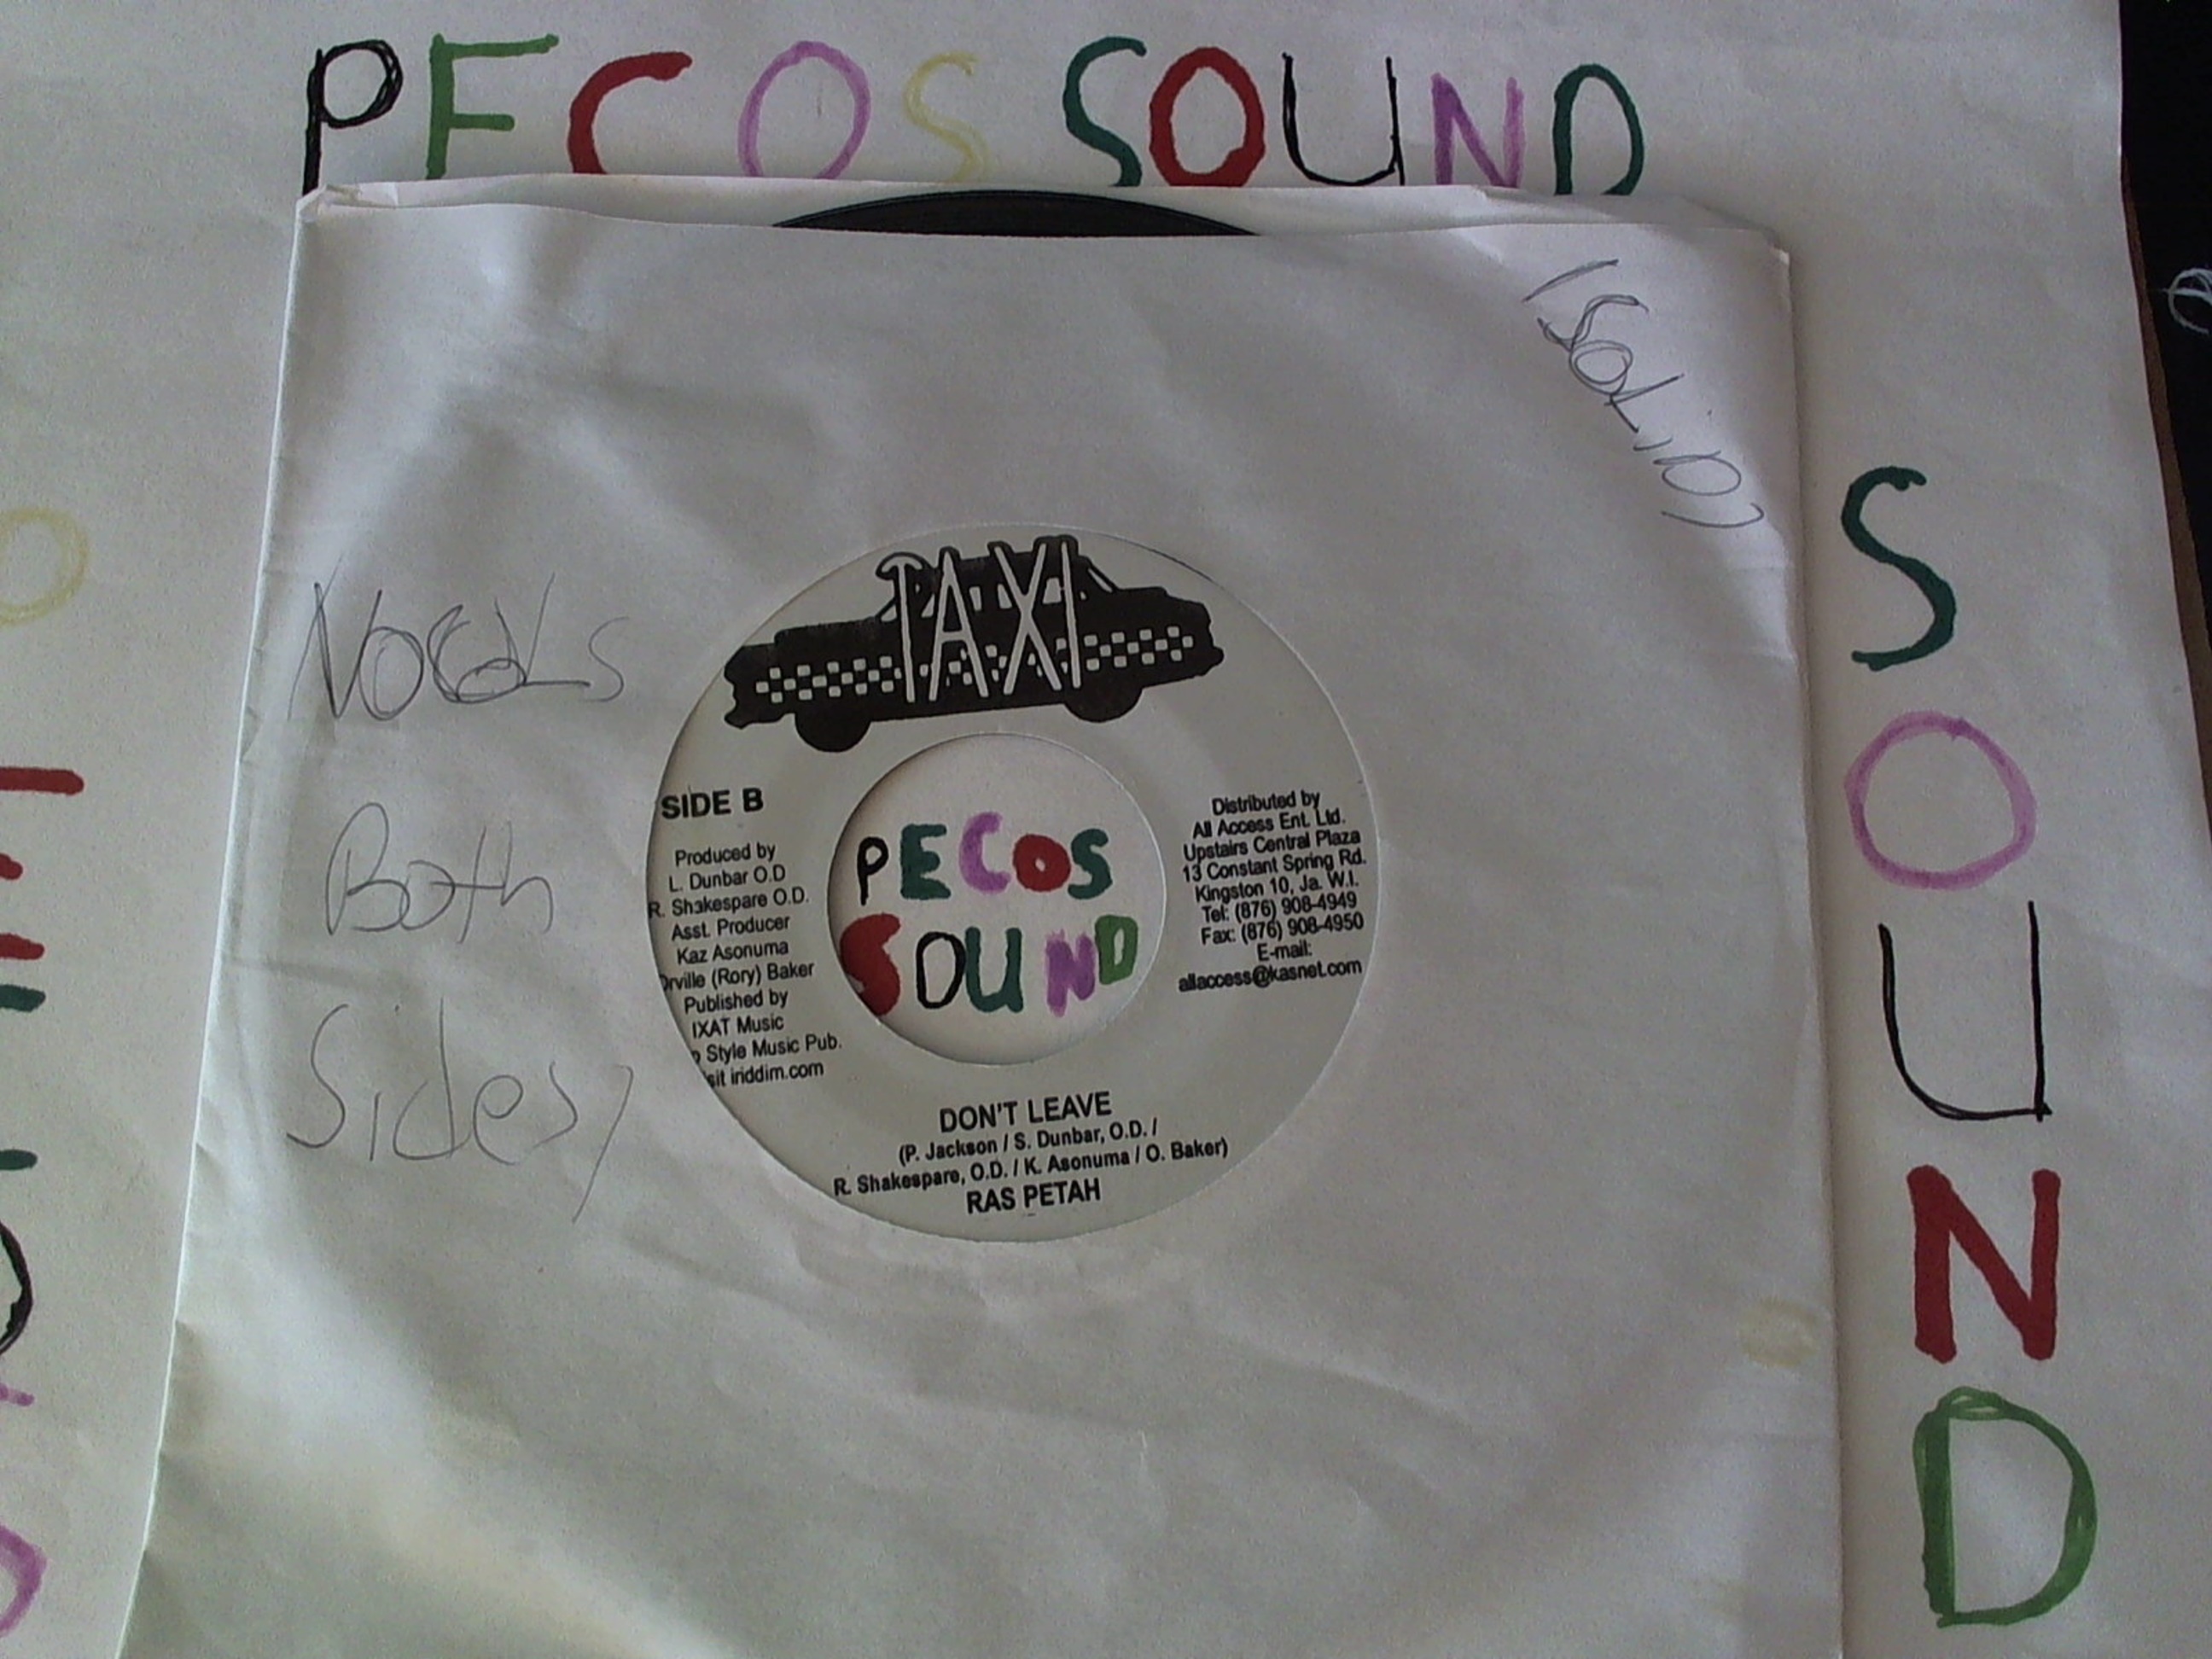 PECOS SOUND
(SOLID)
Vocals
Both
Sides,
TAXI
SIDE B
Produced by
L. Dunbar O.D
R. Shakespare O.D.
Asst. Producer
Kaz Asonuma
Orville (Rory) Baker
Published by
IXAT Music
Style Music Pub.
iriddim.com
PECOS
SOUND
Distributed by
All Access Ent. Ltd.
Upstairs Central Plaza
13 Constant Spring Rd.
Kingston 10, Ja. W.I.
Tel: (876) 908-4949
Fax: (876) 908-4950
E-mail:
allaccess@kasnet.com
DON'T LEAVE
(P. Jackson / S. Dunbar, O.D. /
R. Shakespare, O.D. / K. Asonuma / O. Baker)
RAS PETAH
S
O
U
N
D